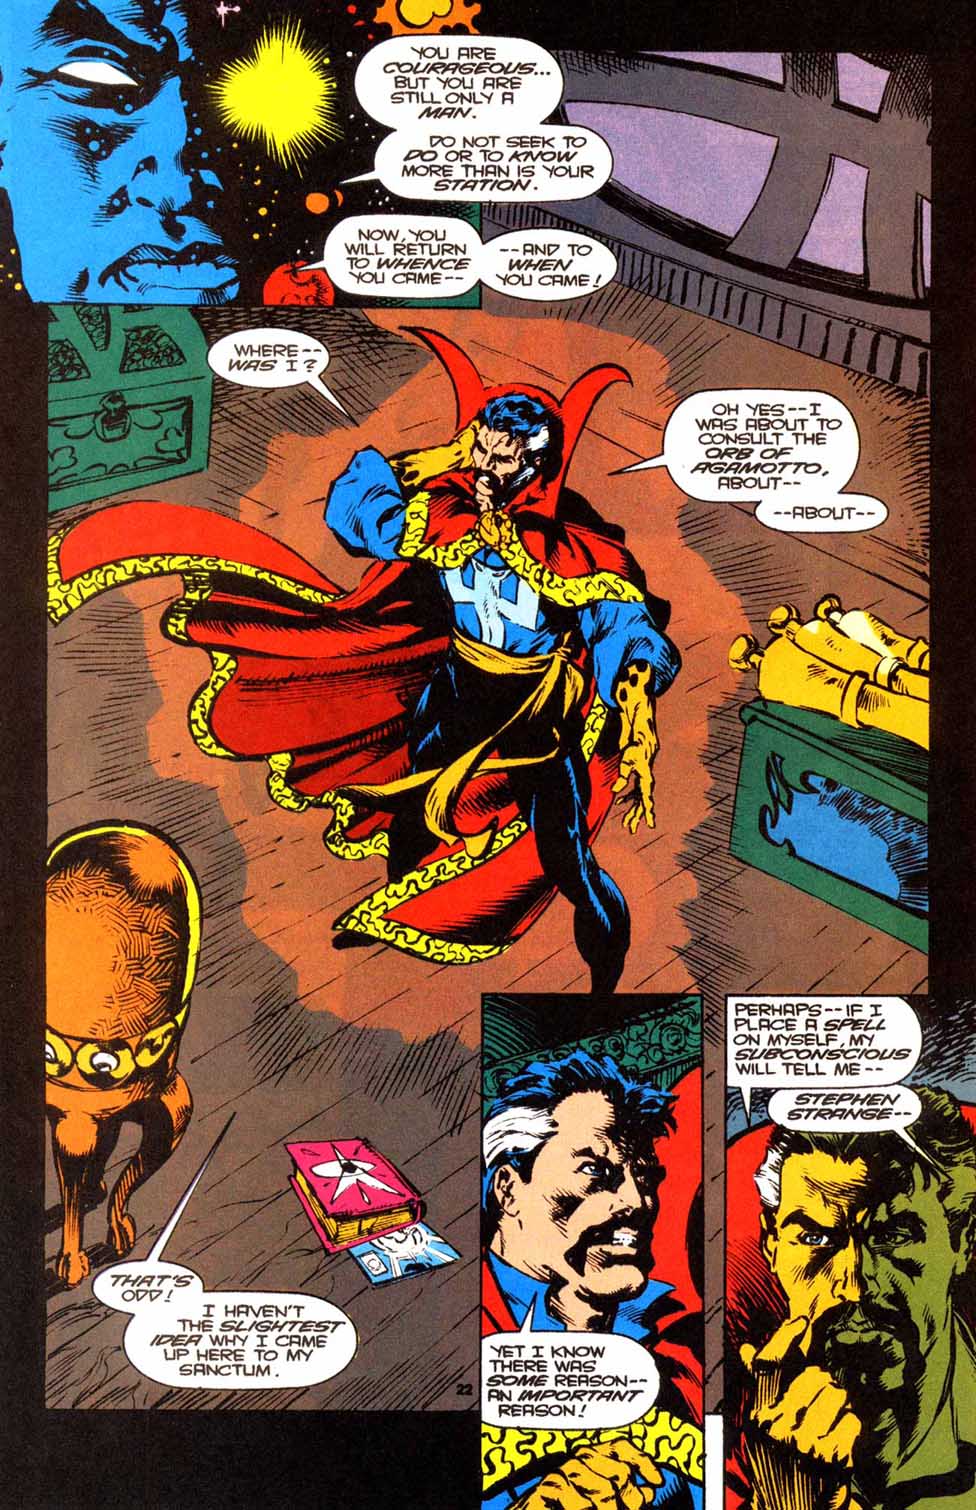 YOU ARE
COURAGEOUS...
BUT YOU ARE
STILL ONLY A
MAN.
DO NOT SEEK TO
DO OR TO KNOW
MORE THAN IS YOUR
STATION.
NOW, YOU
WILL RETURN
TO WHENCE
YOU CAME--
--AND TO
WHEN
YOU CAME!
WHERE--
WAS I?
OH YES--I
WAS ABOUT TO
CONSULT THE
ORB OF
AGAMOTTO,
ABOUT--
--ABOUT--
THAT'S
ODD!
I HAVEN'T
THE SLIGHTEST
IDEA WHY I CAME
UP HERE TO MY
SANCTUM.
22
YET I KNOW
THERE WAS
SOME REASON--
AN IMPORTANT
REASON!
PERHAPS--IF I
PLACE A SPELL
ON MYSELF, MY
SUBCONSCIOUS
WILL TELL ME--
STEPHEN
STRANGE--